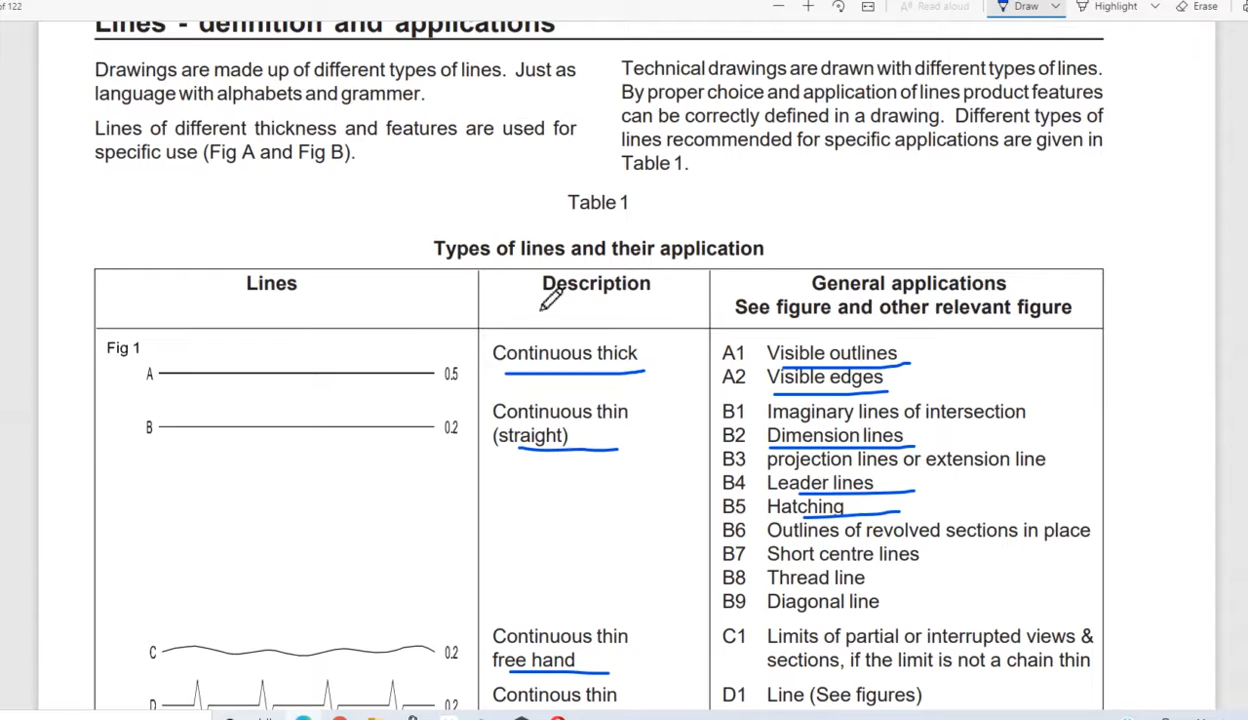 of 122
Read aloud
Draw
Highlight
Erase
Lines - definition and applications
Drawings are made up of different types of lines. Just as
language with alphabets and grammer.
Lines of different thickness and features are used for
specific use (Fig A and Fig B).
Technical drawings are drawn with different types of lines.
By proper choice and application of lines product features
can be correctly defined in a drawing. Different types of
lines recommended for specific applications are given in
Table 1.
Table 1
Types of lines and their application
Lines
Description
General applications
See figure and other relevant figure
Fig 1
A 0.5
Continuous thick
A1 Visible outlines
A2 Visible edges
B 0.2
Continuous thin
(straight)
B1 Imaginary lines of intersection
B2 Dimension lines
B3 projection lines or extension line
B4 Leader lines
B5 Hatching
B6 Outlines of revolved sections in place
B7 Short centre lines
B8 Thread line
B9 Diagonal line
C 0.2
Continuous thin
free hand
C1 Limits of partial or interrupted views &
sections, if the limit is not a chain thin
D 0.2
Continous thin
D1 Line (See figures)